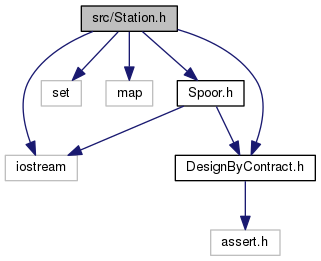 src/Station.h
set
map
Spoor.h
iostream
DesignByContract.h
assert.h